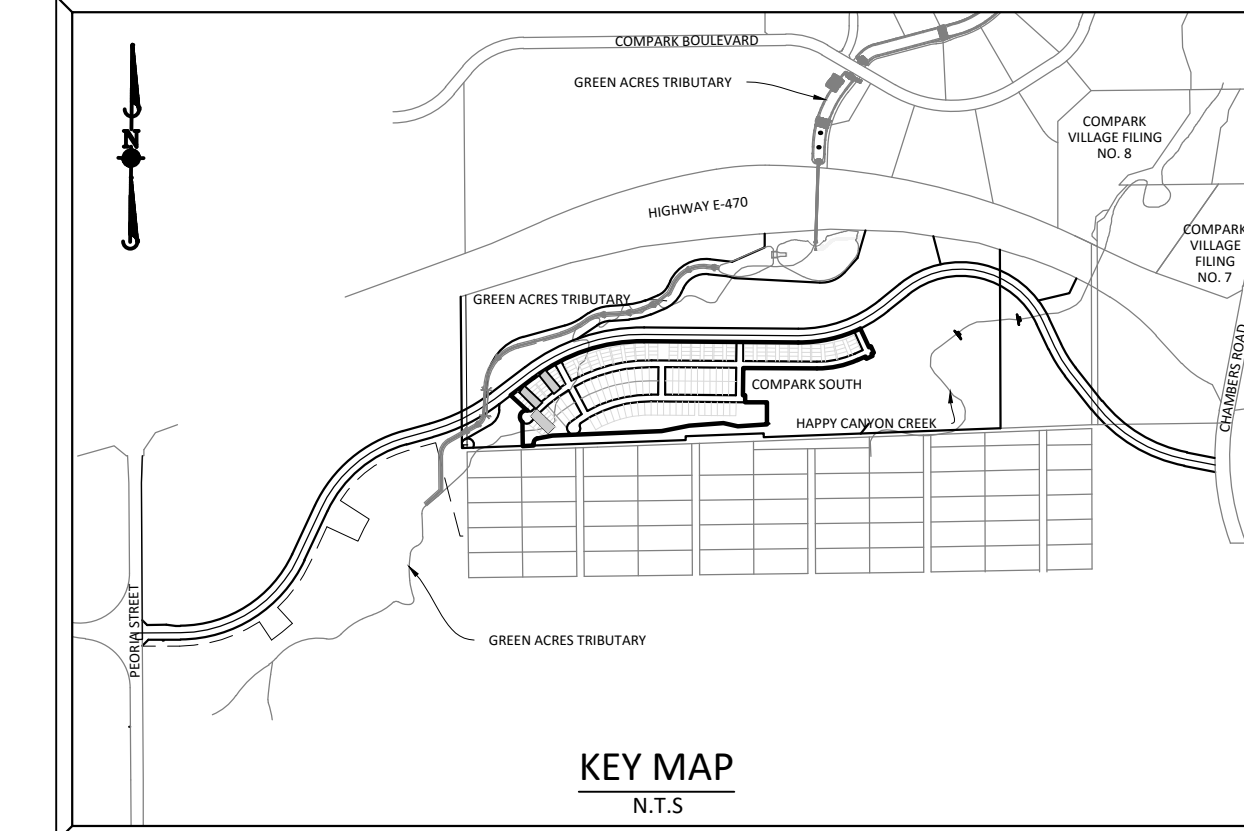 COMPARK BOULEVARD
GREEN ACRES TRIBUTARY
COMPARK
VILLAGE FILING
NO. 8
N
HIGHWAY E-470
COMPARK
VILLAGE
FILING
NO. 7
GREEN ACRES TRIBUTARY
CHAMBERS ROAD
COMPARK SOUTH
HAPPY CANYON CREEK
PEORIA STREET
GREEN ACRES TRIBUTARY
KEY MAP
N.T.S